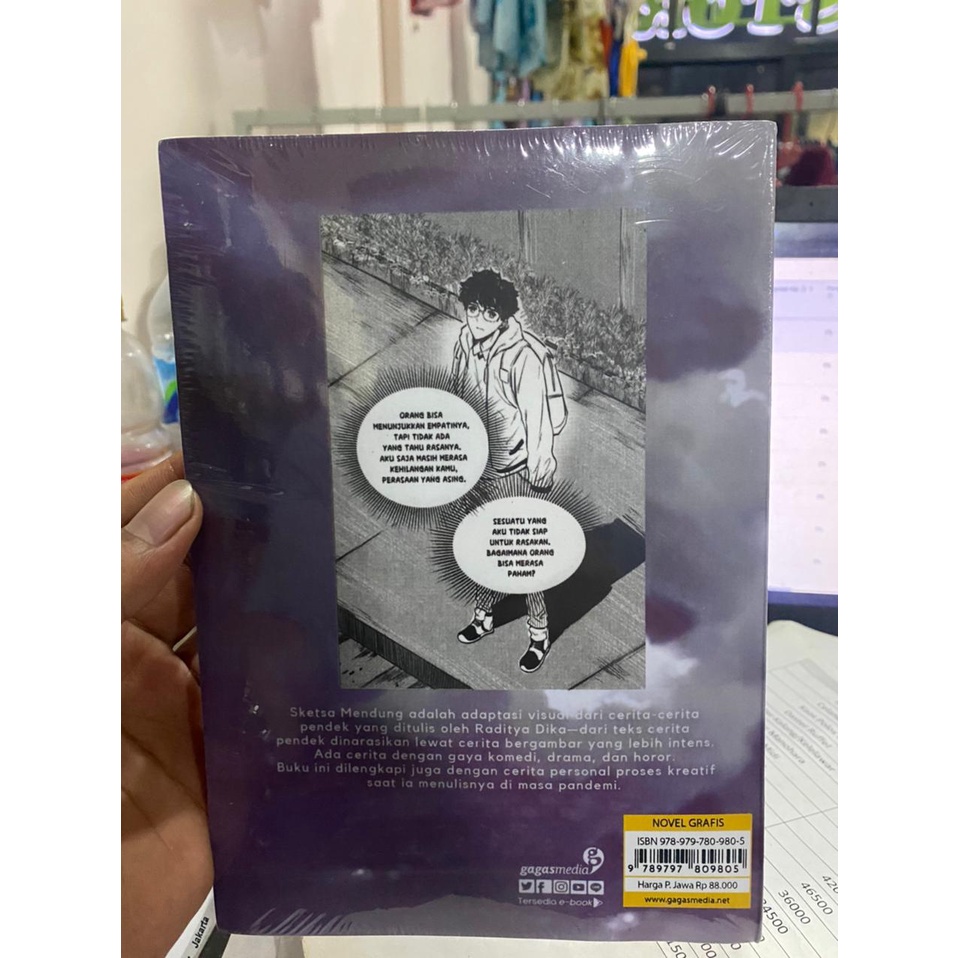 ORANG BISA
MENUNJUKKAN EMPATINYA,
TAPI TIDAK ADA
YANG TAHU RASANYA.
AKU SAJA MASIH MERASA
KEHILANGAN KAMU,
PERASAAN YANG ASING.
SESUATU YANG
AKU TIDAK SIAP
UNTUK RASAKAN.
BAGAIMANA ORANG
BISA MERASA
PAHAM?
Sketsa Mendung adalah adaptasi visual dari cerita-cerita
pendek yang ditulis oleh Raditya Dika—dari teks cerita
pendek dinarasikan lewat cerita bergambar yang lebih intens.
Ada cerita dengan gaya komedi, drama, dan horor.
Buku ini dilengkapi juga dengan cerita personal proses kreatif
saat ia menulisnya di masa pandemi.
gagasmedia
Tersedia e-book
NOVEL GRAFIS
ISBN 978-979-780-980-5
9 789797 809805
Harga P. Jawa Rp 88.000
www.gagasmedia.net
Jakarta
46500
36000
24500